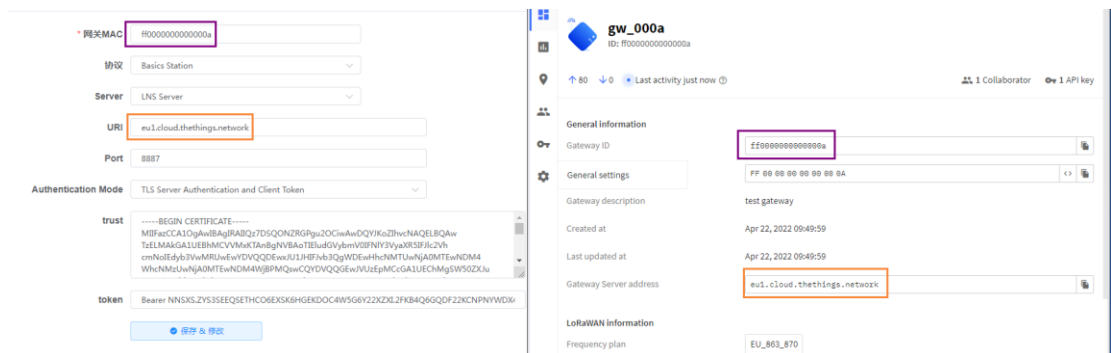 * 网关MAC ff0000000000000a
协议 Basics Station
Server LNS Server
URI eu1.cloud.thethings.network
Port 8887
Authentication Mode TLS Server Authentication and Client Token
trust -----BEGIN CERTIFICATE-----
MIIFazCCA1OgAwIBAgIRAIIQz7DSQONZRGPgu2OCiwAwDQYJKoZIhvcNAQELBQAw
TzELMAkGA1UEBhMCVVMxKTAnBgNVBAoTIEludGVybmV0IFNlY3VyaXR5IFJlc2Vh
cmNoIEdyb3VwMRUwEwYDVQQDEwxJU1JHIFJvb3QgWDEwHhcNMTUwNjA0MTEwNDM4
WhcNMzUwNjA0MTEwNDM4WjBPMQswCQYDVQQGEwJVUzEpMCcGA1UEChMgSW50ZXJu
token Bearer
保存 & 修改
gw_000a
ID: ff0000000000000a
↑ 80 ↓ 0 Last activity just now
1 Collaborator 1 API key
General information
Gateway ID ff0000000000000a
General settings FF 00 00 00 00 00 00 0A
Gateway description test gateway
Created at Apr 22, 2022 09:49:59
Last updated at Apr 22, 2022 09:49:59
Gateway Server address eu1.cloud.thethings.network
LoRaWAN information
Frequency plan EU_863_870